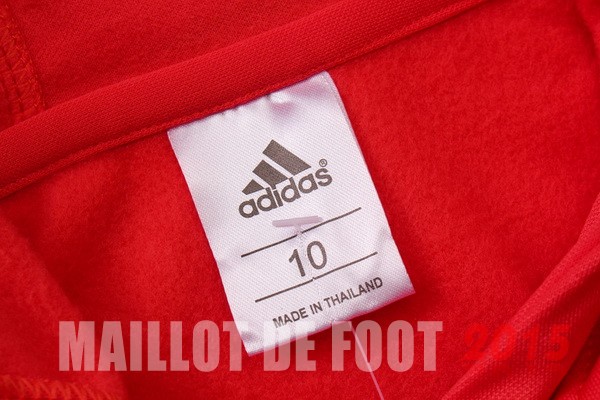 adidas®
10
MADE IN THAILAND
MAILLOT DE FOOT 2015